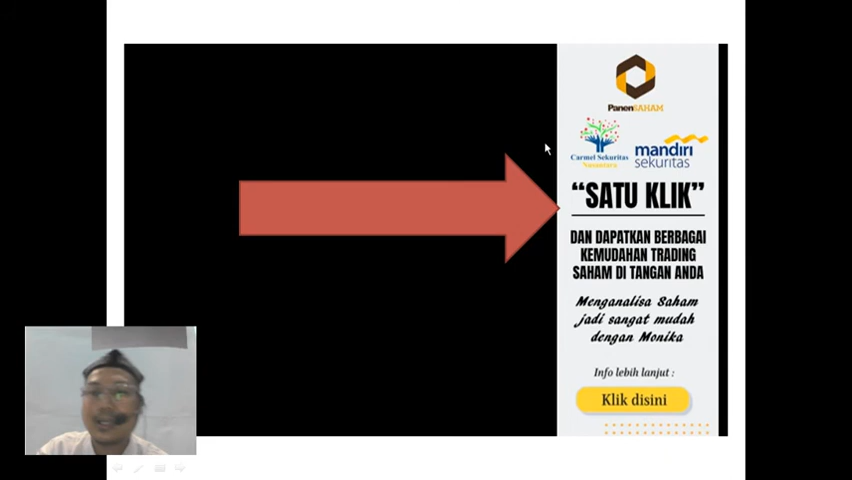 PanenSAHAM
Carmel Sekuritas
Nusantara
mandiri
sekuritas
“SATU KLIK”
DAN DAPATKAN BERBAGAI
KEMUDAHAN TRADING
SAHAM DI TANGAN ANDA
Menganalisa Saham
jadi sangat mudah
dengan Monika
Info lebih lanjut :
Klik disini